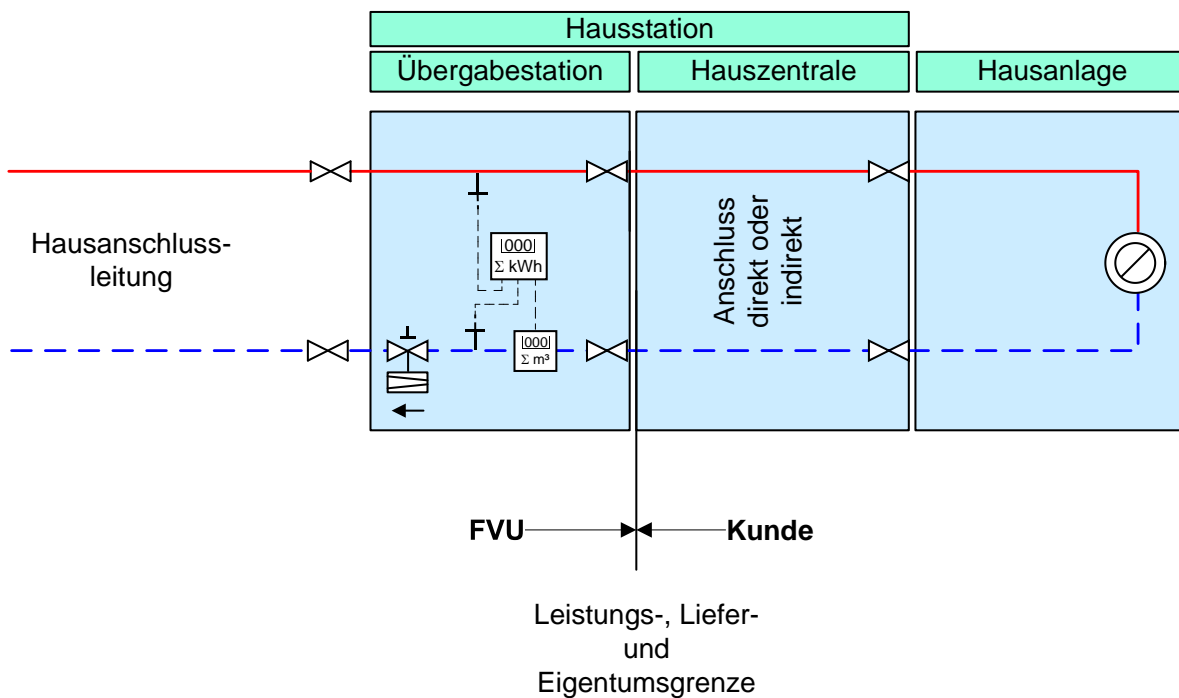 Hausstation
Übergabestation
Hauszentrale
Hausanlage
Hausanschluss-
leitung
000
Σ kWh
000
Σ m³
Anschluss
direkt oder
indirekt
FVU
Kunde
Leistungs-, Liefer-
und
Eigentumsgrenze